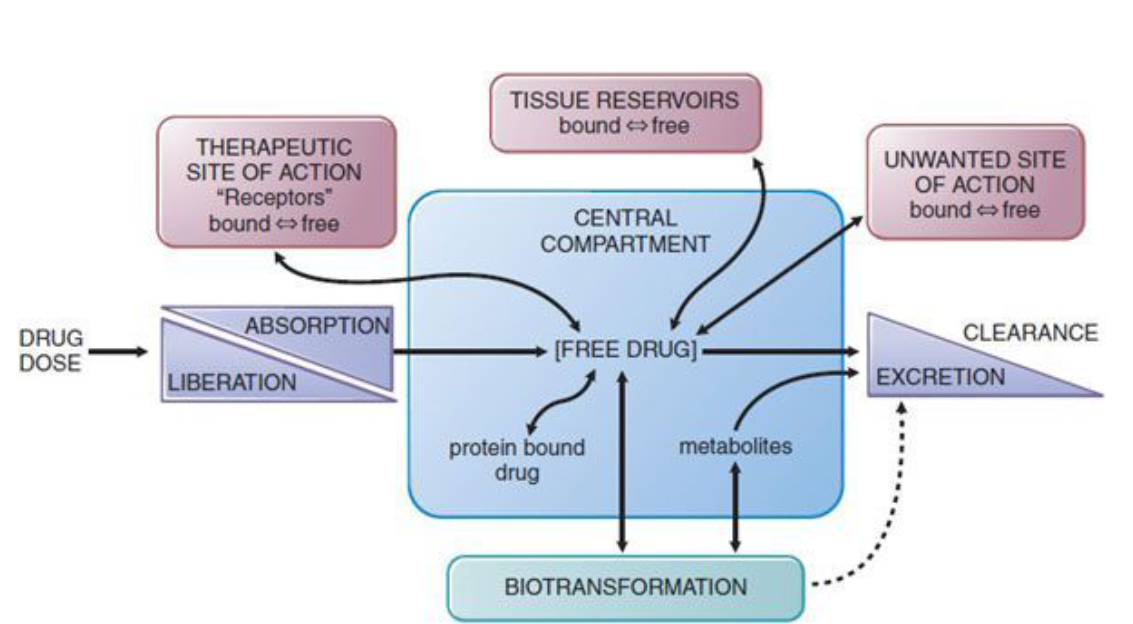 TISSUE RESERVOIRS
bound ⇔ free
THERAPEUTIC
SITE OF ACTION
“Receptors”
bound ⇔ free
UNWANTED SITE
OF ACTION
bound ⇔ free
CENTRAL
COMPARTMENT
DRUG
DOSE
ABSORPTION
LIBERATION
[FREE DRUG]
CLEARANCE
EXCRETION
protein bound
drug
metabolites
BIOTRANSFORMATION